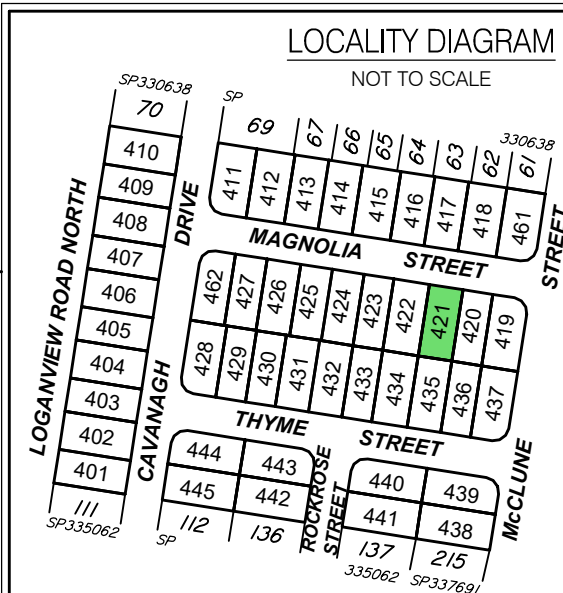 LOCALITY DIAGRAM
NOT TO SCALE
SP330638
70
410
409
408
407
406
405
404
403
402
401
111
SP335062
LOGANVIEW ROAD NORTH
CAVANAGH DRIVE
SP
69 67 66 65 64 63 62 61
330638
411 412 413 414 415 416 417 418 461
MAGNOLIA STREET
462 427 426 425 424 423 422 421 420 419
428 429 430 431 432 433 434 435 436 437
THYME STREET
McCLUNE STREET
444 443
445 442
112 136
SP
ROCKROSE
STREET
440 439
441 438
137 215
335062 SP337691